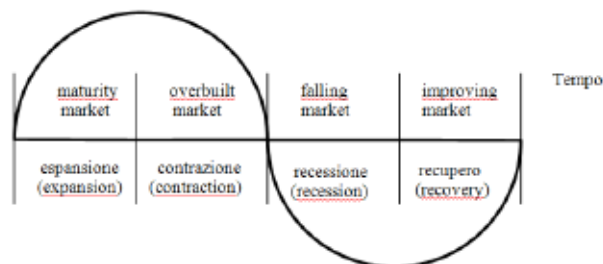 maturity
market
overbuilt
market
falling
market
improving
market
Tempo
espansione
(expansion)
contrazione
(contraction)
recessione
(recession)
recupero
(recovery)